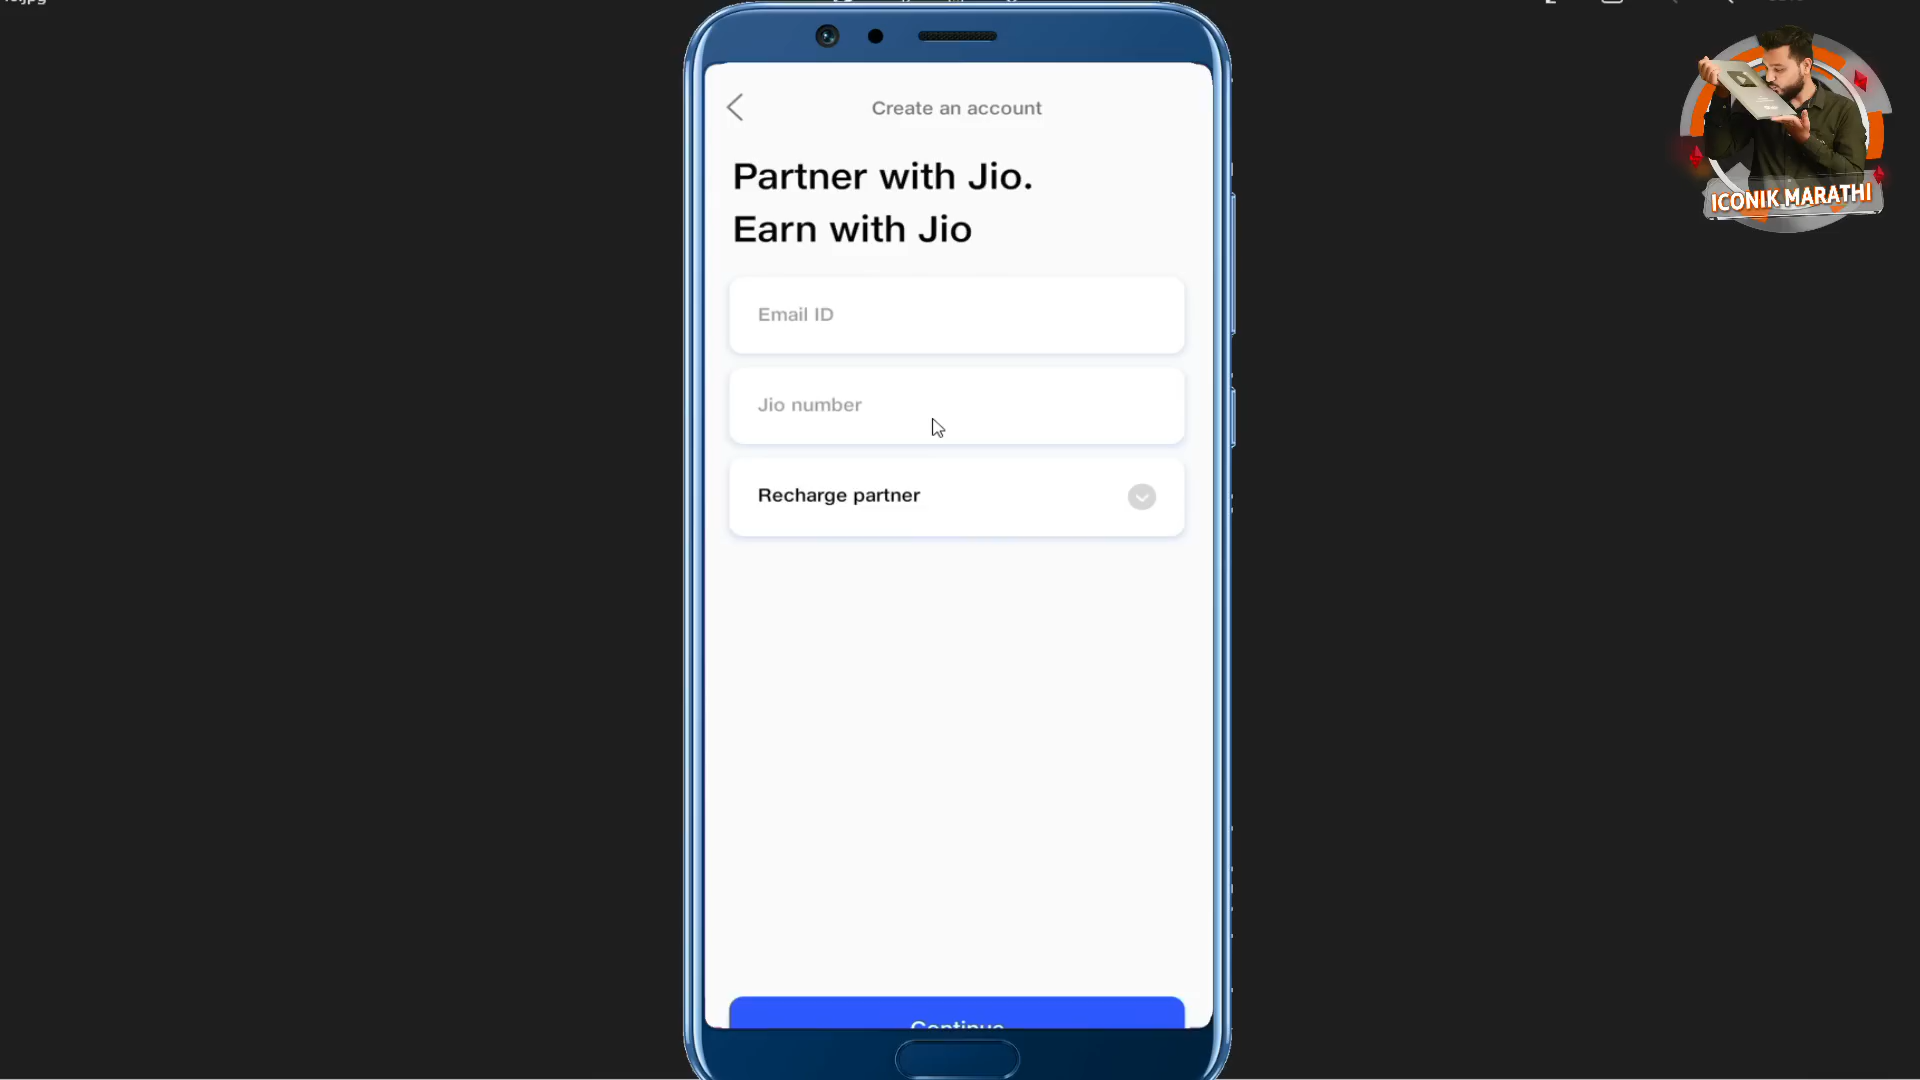 Create an account
Partner with Jio.
Earn with Jio
Email ID
Jio number
Recharge partner
Continue
ICONIK MARATHI